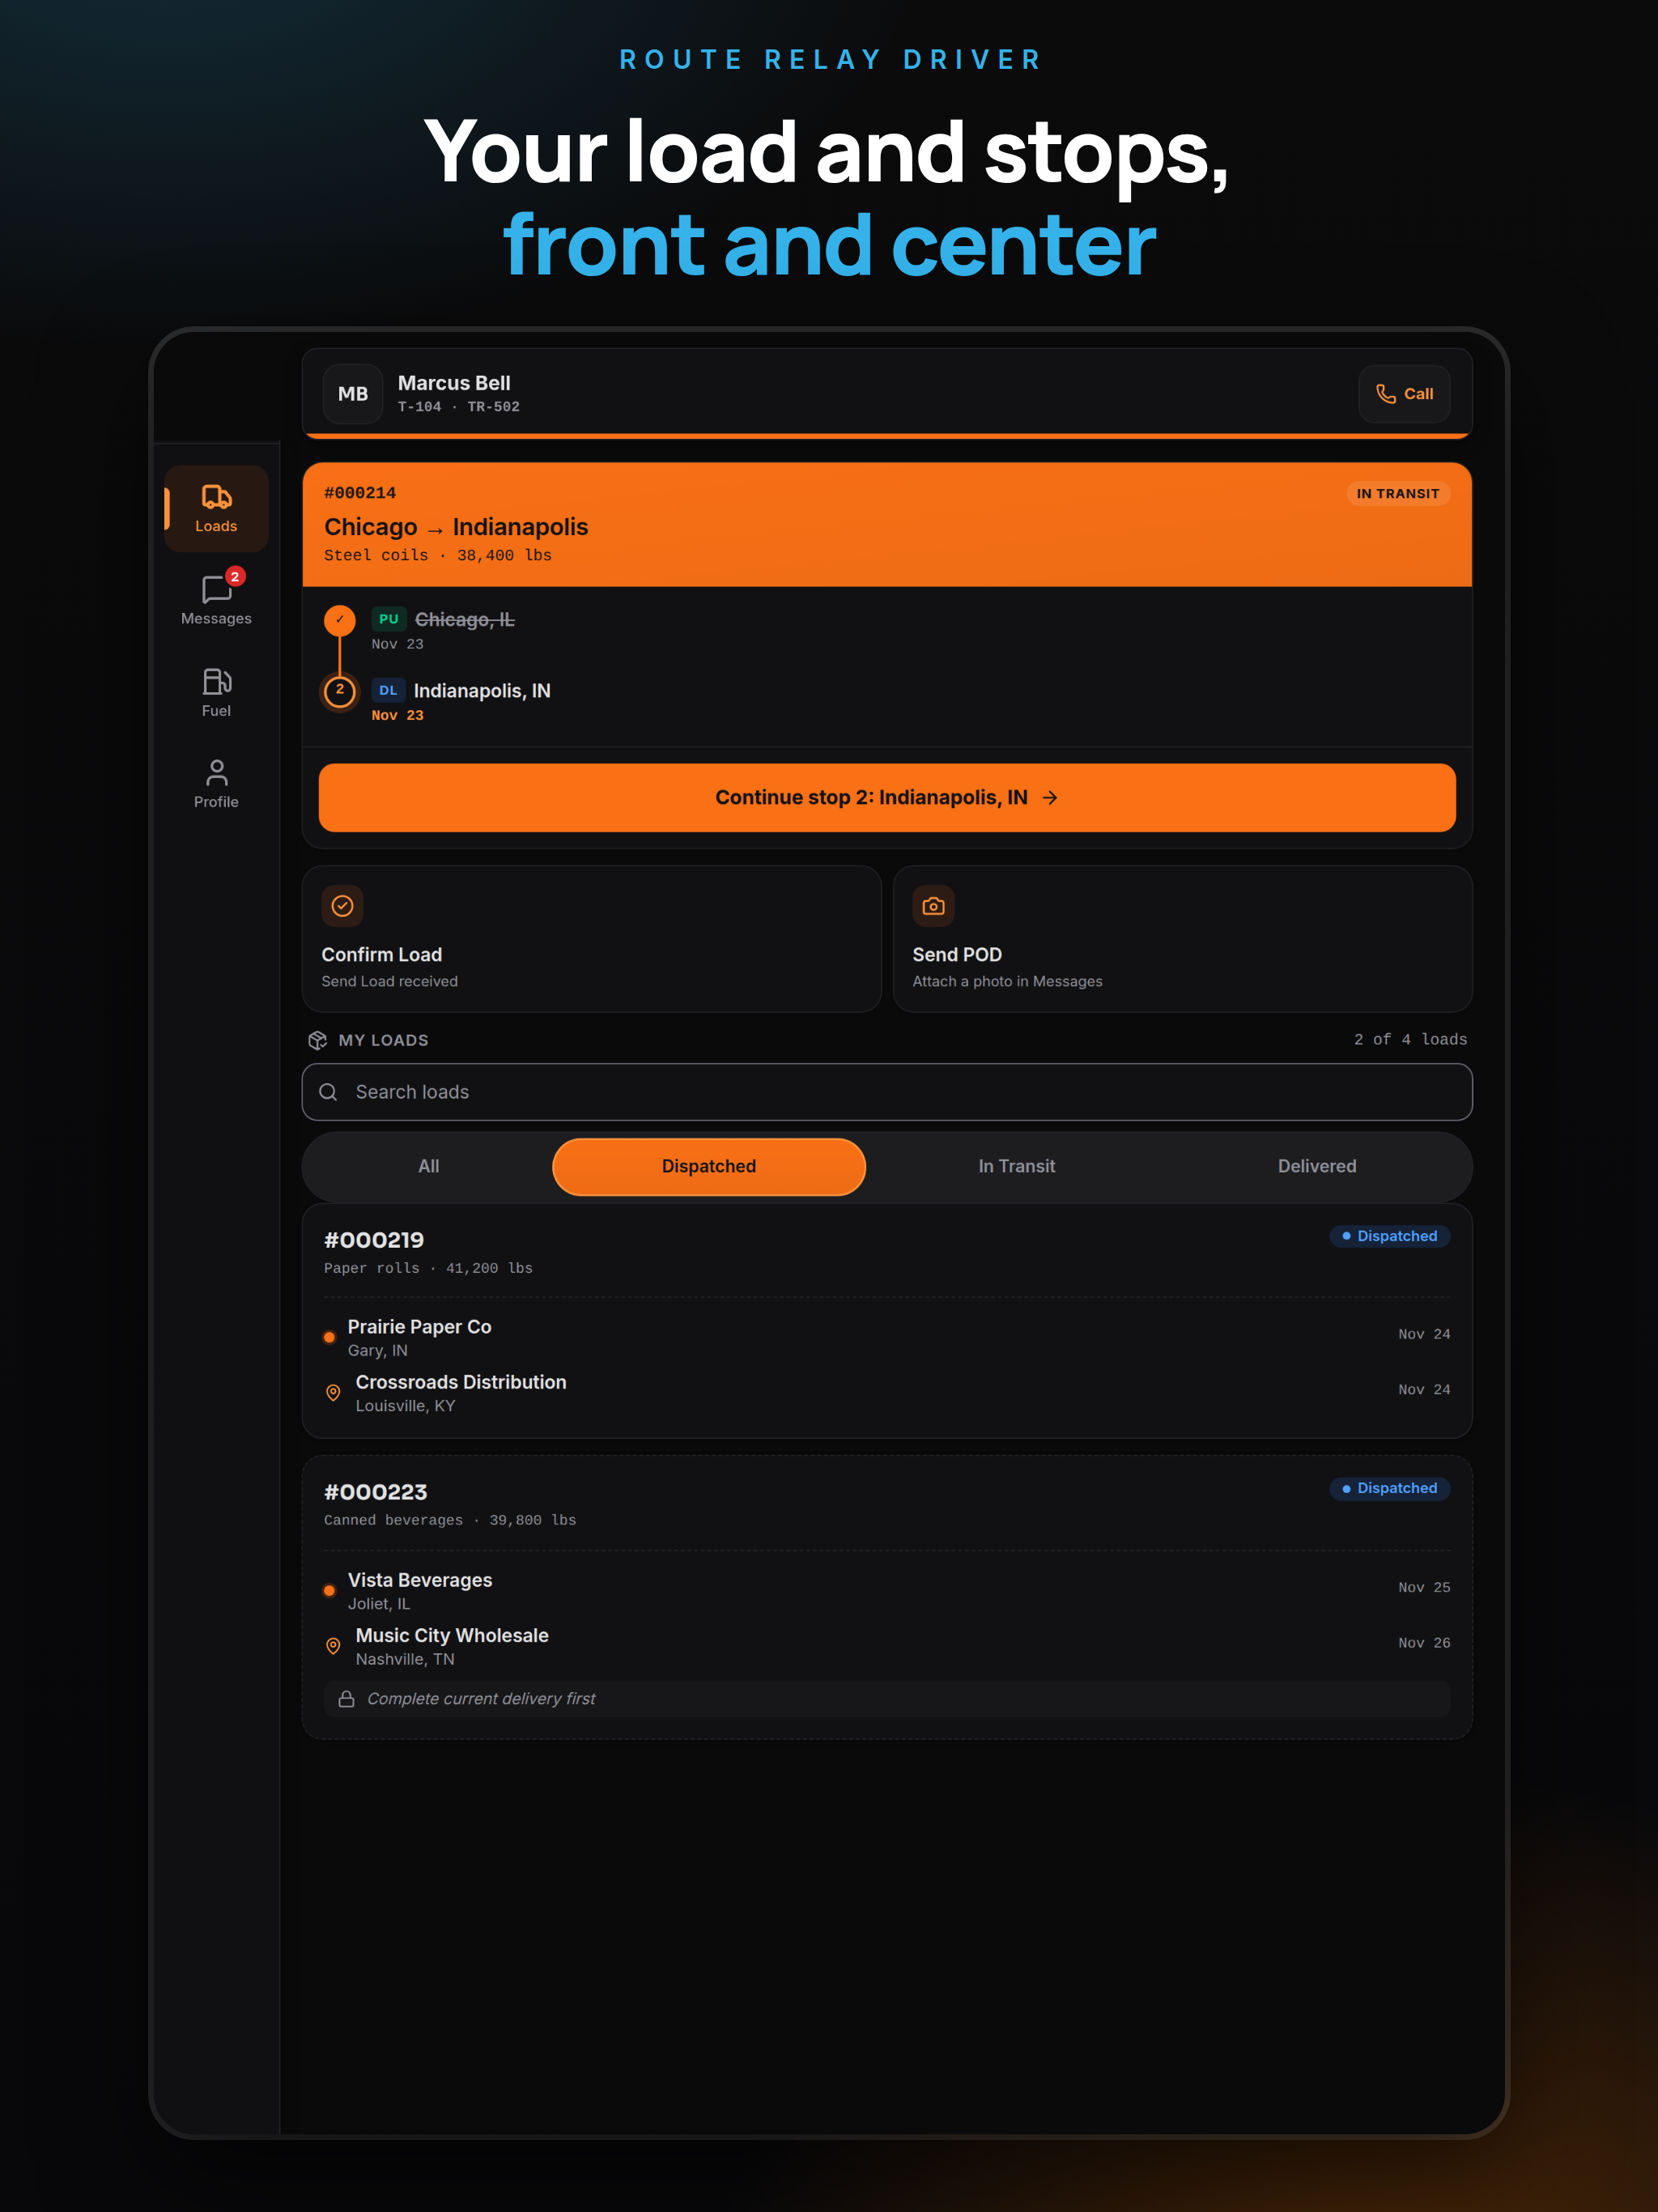 ROUTE RELAY DRIVER
Your load and stops,
front and center
MB
Marcus Bell
T-104 · TR-502
Call
Loads
2
Messages
Fuel
Profile
#000214
IN TRANSIT
Chicago → Indianapolis
Steel coils · 38,400 lbs
✓
PU Chicago, IL
Nov 23
2
DL Indianapolis, IN
Nov 23
Continue stop 2: Indianapolis, IN →
Confirm Load
Send Load received
Send POD
Attach a photo in Messages
MY LOADS
2 of 4 loads
Search loads
All
Dispatched
In Transit
Delivered
#000219
Dispatched
Paper rolls · 41,200 lbs
Prairie Paper Co
Gary, IN
Nov 24
Crossroads Distribution
Louisville, KY
Nov 24
#000223
Dispatched
Canned beverages · 39,800 lbs
Vista Beverages
Joliet, IL
Nov 25
Music City Wholesale
Nashville, TN
Nov 26
Complete current delivery first